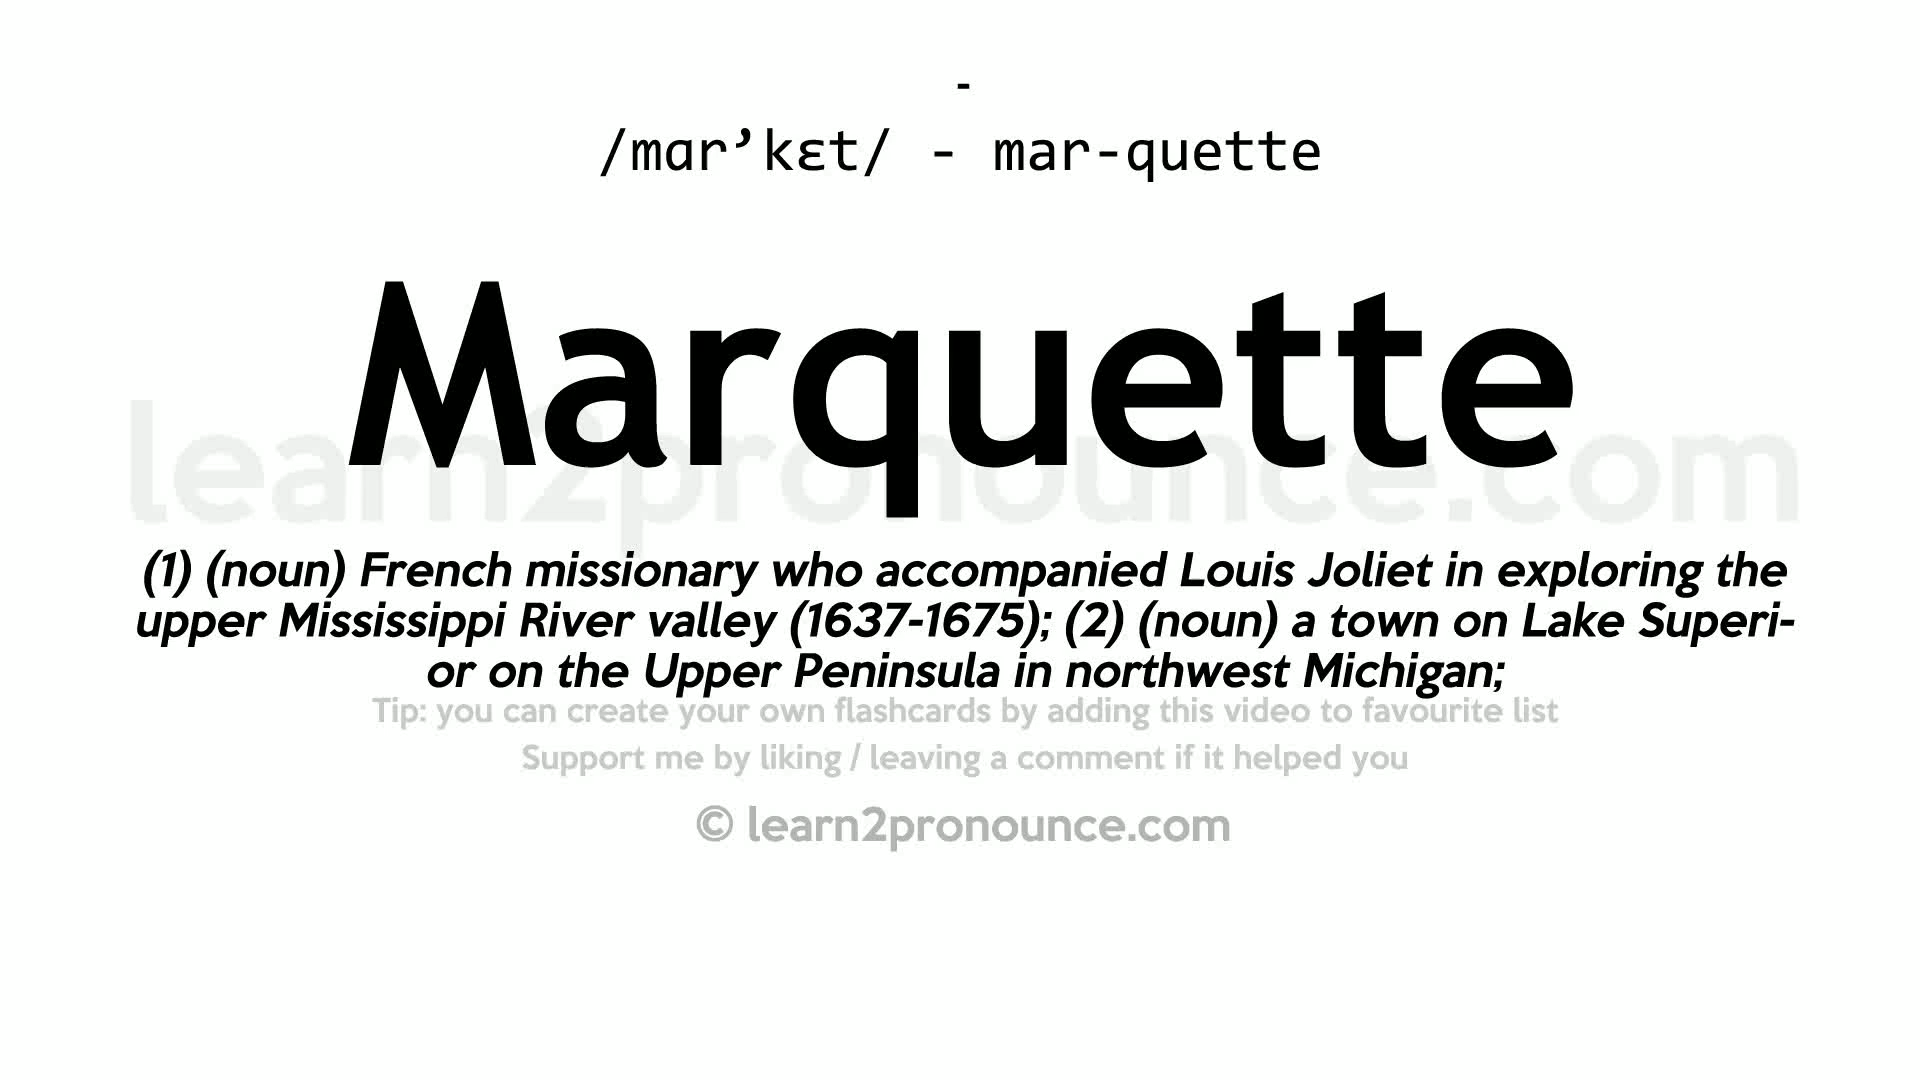 -
/mɑr’kɛt/ - mar-quette
Marquette
learn2pronounce.com
(1) (noun) French missionary who accompanied Louis Joliet in exploring the
upper Mississippi River valley (1637-1675); (2) (noun) a town on Lake Superi-
or on the Upper Peninsula in northwest Michigan;
Tip: you can create your own flashcards by adding this video to favourite list
Support me by liking / leaving a comment if it helped you
© learn2pronounce.com